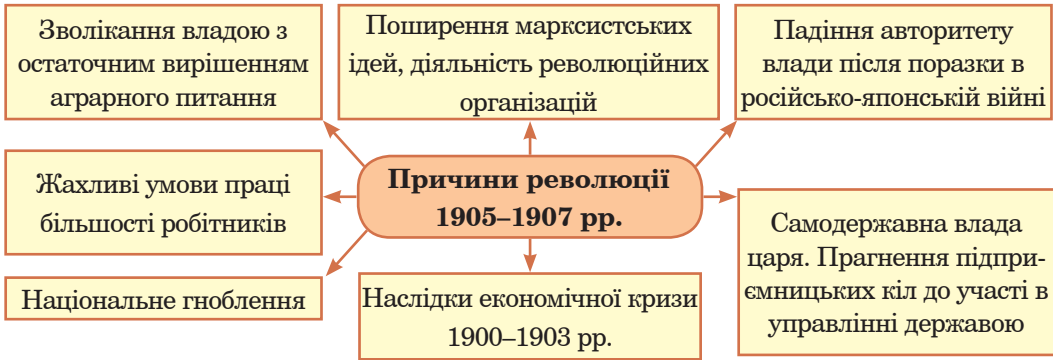 Зволікання владою з
остаточним вирішенням
аграрного питання
Поширення марксистських
ідей, діяльність революційних
організацій
Падіння авторитету
влади після поразки в
російсько-японській війні
Жахливі умови праці
більшості робітників
Причини революції
1905–1907 рр.
Самодержавна влада
царя. Прагнення підпри-
ємницьких кіл до участі в
управлінні державою
Національне гноблення
Наслідки економічної кризи
1900–1903 рр.